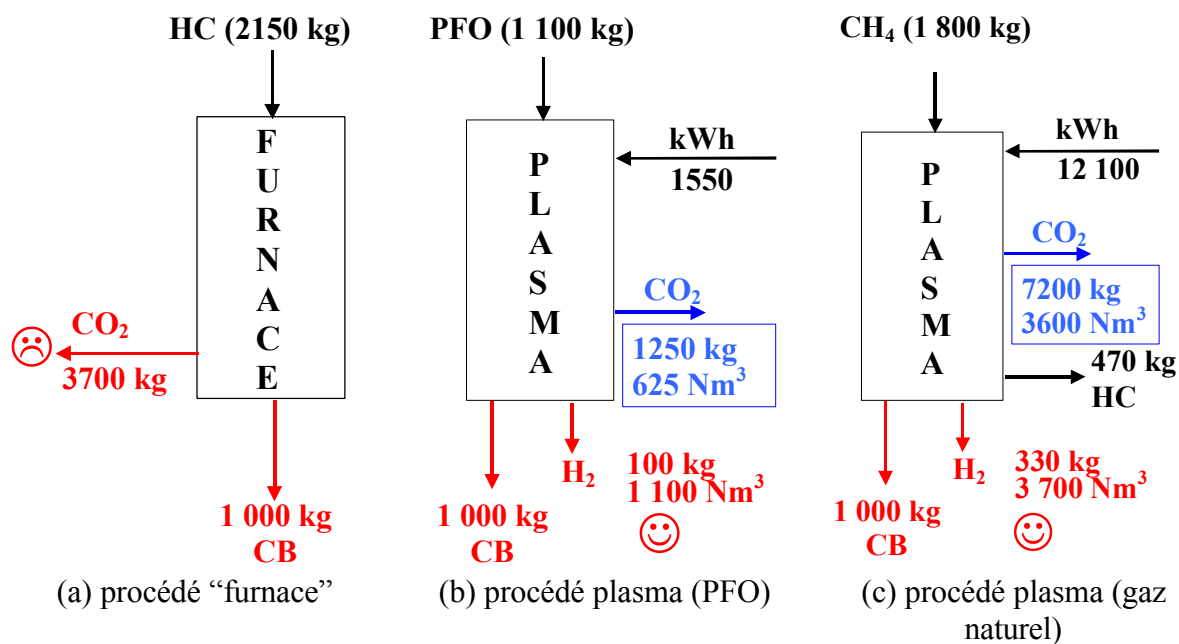 HC (2150 kg)
FURNACE
CO₂
3700 kg
1 000 kg
CB
(a) procédé “furnace”
PFO (1 100 kg)
PLASMA
kWh
1550
CO₂
1250 kg
625 Nm³
H₂
100 kg
1 100 Nm³
1 000 kg
CB
(b) procédé plasma (PFO)
CH₄ (1 800 kg)
PLASMA
kWh
12 100
CO₂
7200 kg
3600 Nm³
470 kg
HC
H₂
330 kg
3 700 Nm³
1 000 kg
CB
(c) procédé plasma (gaz
naturel)